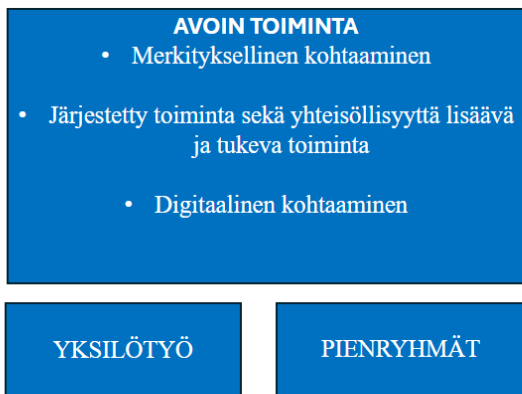 AVOIN TOIMINTA
• Merkityksellinen kohtaaminen
• Järjestetty toiminta sekä yhteisöllisyyttä lisäävä
ja tukeva toiminta
• Digitaalinen kohtaaminen
YKSILÖTYÖ
PIENRYHMÄT